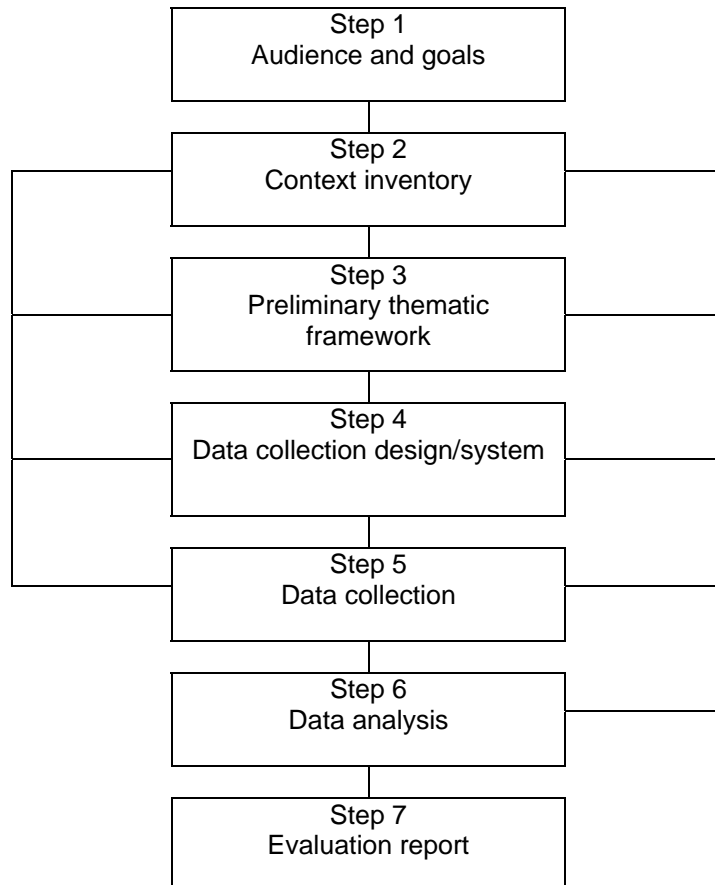 Step 1
Audience and goals
Step 2
Context inventory
Step 3
Preliminary thematic
framework
Step 4
Data collection design/system
Step 5
Data collection
Step 6
Data analysis
Step 7
Evaluation report